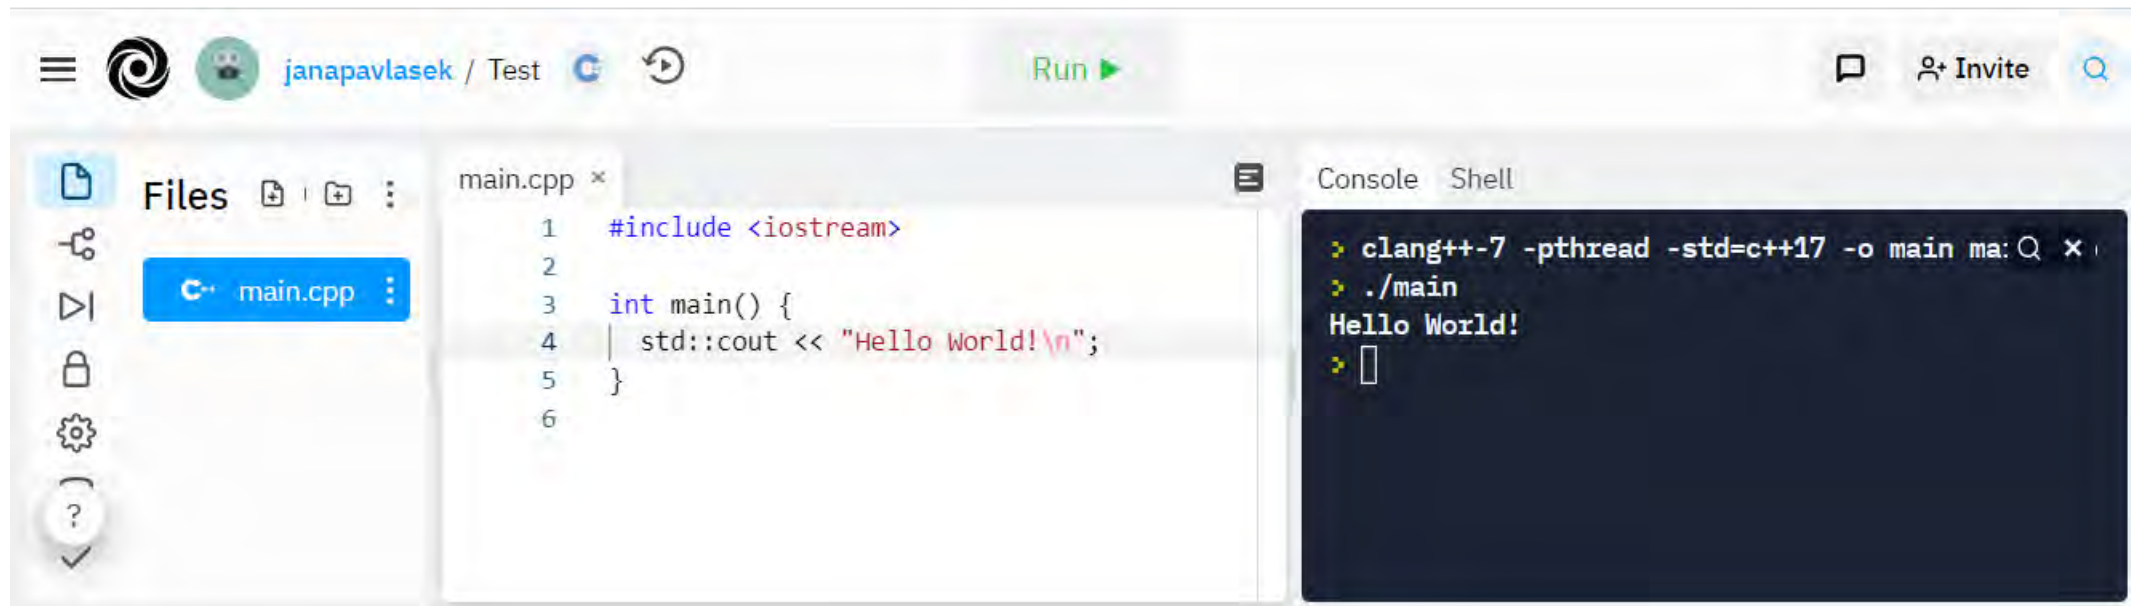 janapavlasek / Test
Run
Invite
Files
main.cpp
?
main.cpp ×
1 #include <iostream>
2
3 int main() {
4 std::cout << "Hello World!\n";
5 }
6
Console Shell
> clang++-7 -pthread -std=c++17 -o main ma
> ./main
Hello World!
>